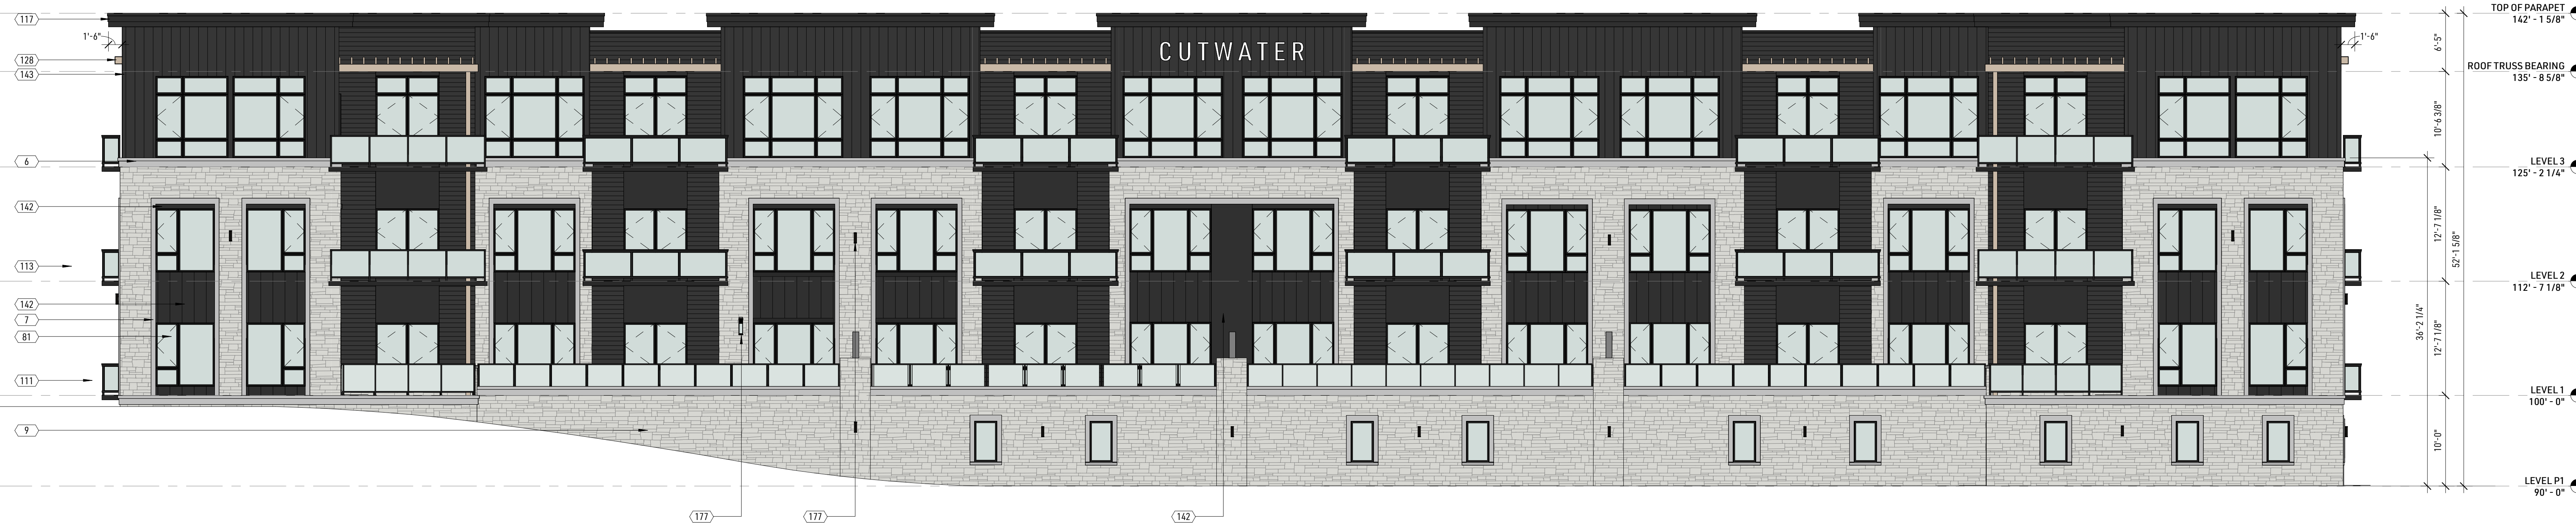 117
1'-6"
128
143
6
142
113
142
7
81
111
9
177
177
142
CUTWATER
1'-6"
TOP OF PARAPET
142' - 1 5/8"
6'-5"
ROOF TRUSS BEARING
135' - 8 5/8"
10'-6 3/8"
LEVEL 3
125' - 2 1/4"
12'-7 1/8"
52'-1 5/8"
LEVEL 2
112' - 7 1/8"
36'-2 1/4"
12'-7 1/8"
LEVEL 1
100' - 0"
10'-0"
LEVEL P1
90' - 0"